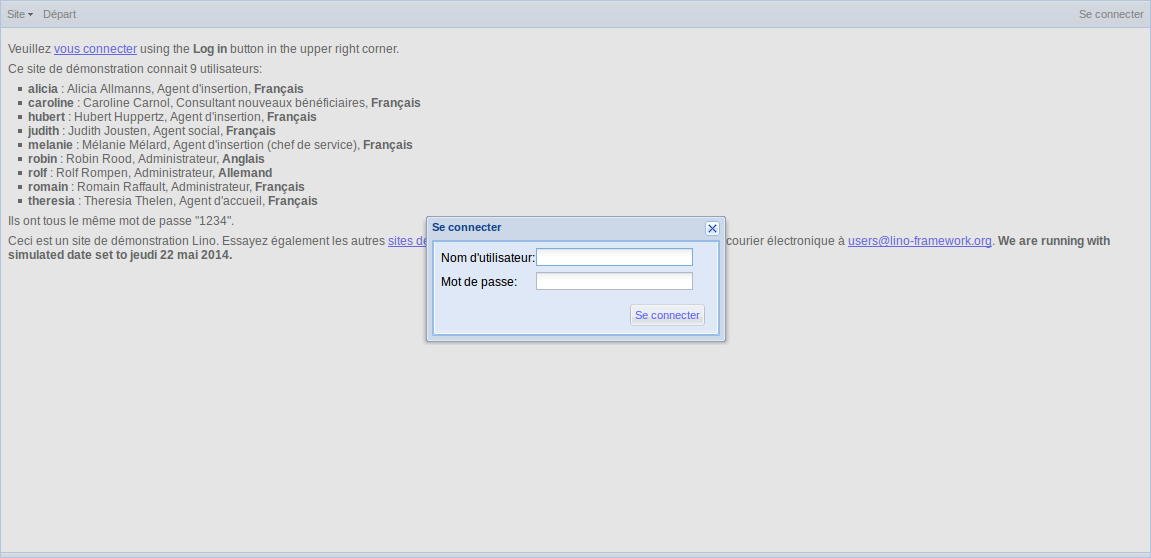 Site Départ Se connecter
Veuillez vous connecter using the Log in button in the upper right corner.
Ce site de démonstration connait 9 utilisateurs:
alicia : Alicia Allmanns, Agent d'insertion, Français
caroline : Caroline Carnol, Consultant nouveaux bénéficiaires, Français
hubert : Hubert Huppertz, Agent d'insertion, Français
judith : Judith Jousten, Agent social, Français
melanie : Mélanie Mélard, Agent d'insertion (chef de service), Français
robin : Robin Rood, Administrateur, Anglais
rolf : Rolf Rompen, Administrateur, Allemand
romain : Romain Raffault, Administrateur, Français
theresia : Theresia Thelen, Agent d'accueil, Français
Ils ont tous le même mot de passe "1234".
Ceci est un site de démonstration Lino. Essayez également les autres sites courier électronique à users@lino-framework.org. We are running with
simulated date set to jeudi 22 mai 2014.
Se connecter
Nom d'utilisateur:
Mot de passe:
Se connecter